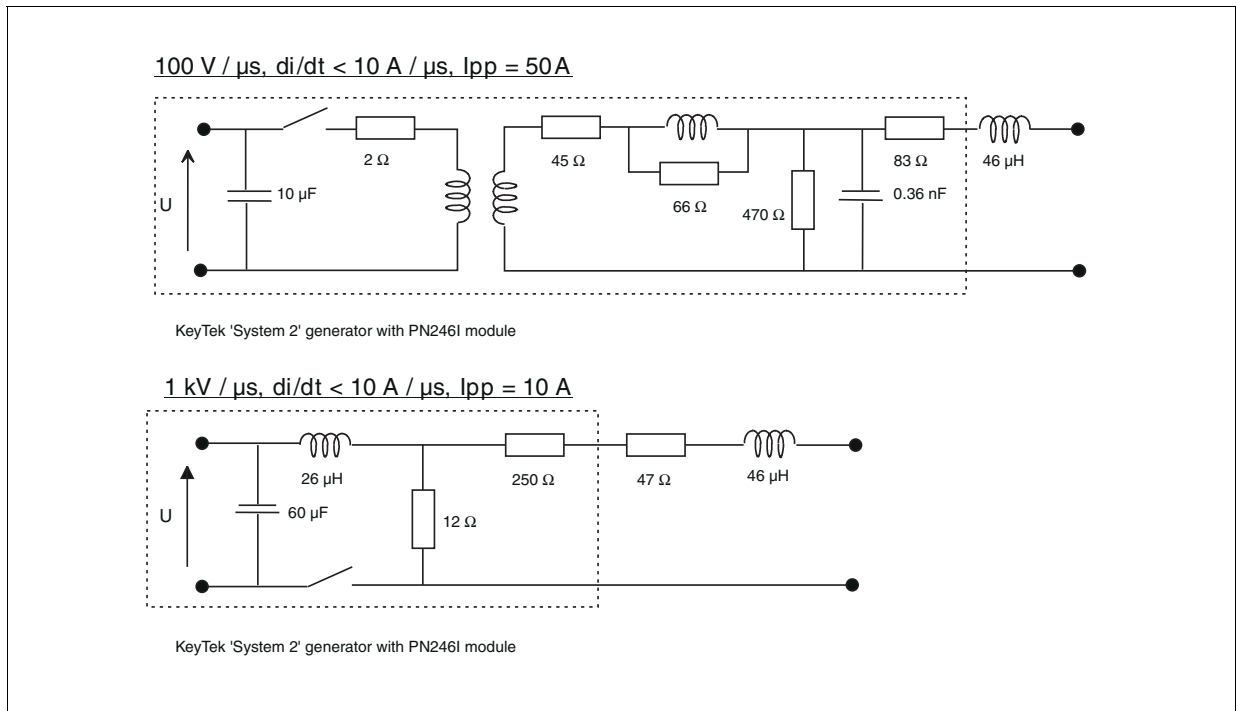 100 V / µs, di/dt < 10 A / µs, Ipp = 50A
U
10 µF
2 Ω
45 Ω
66 Ω
470 Ω
0.36 nF
83 Ω
46 µH
KeyTek 'System 2' generator with PN246I module
1 kV / µs, di/dt < 10 A / µs, Ipp = 10 A
U
60 µF
26 µH
12 Ω
250 Ω
47 Ω
46 µH
KeyTek 'System 2' generator with PN246I module